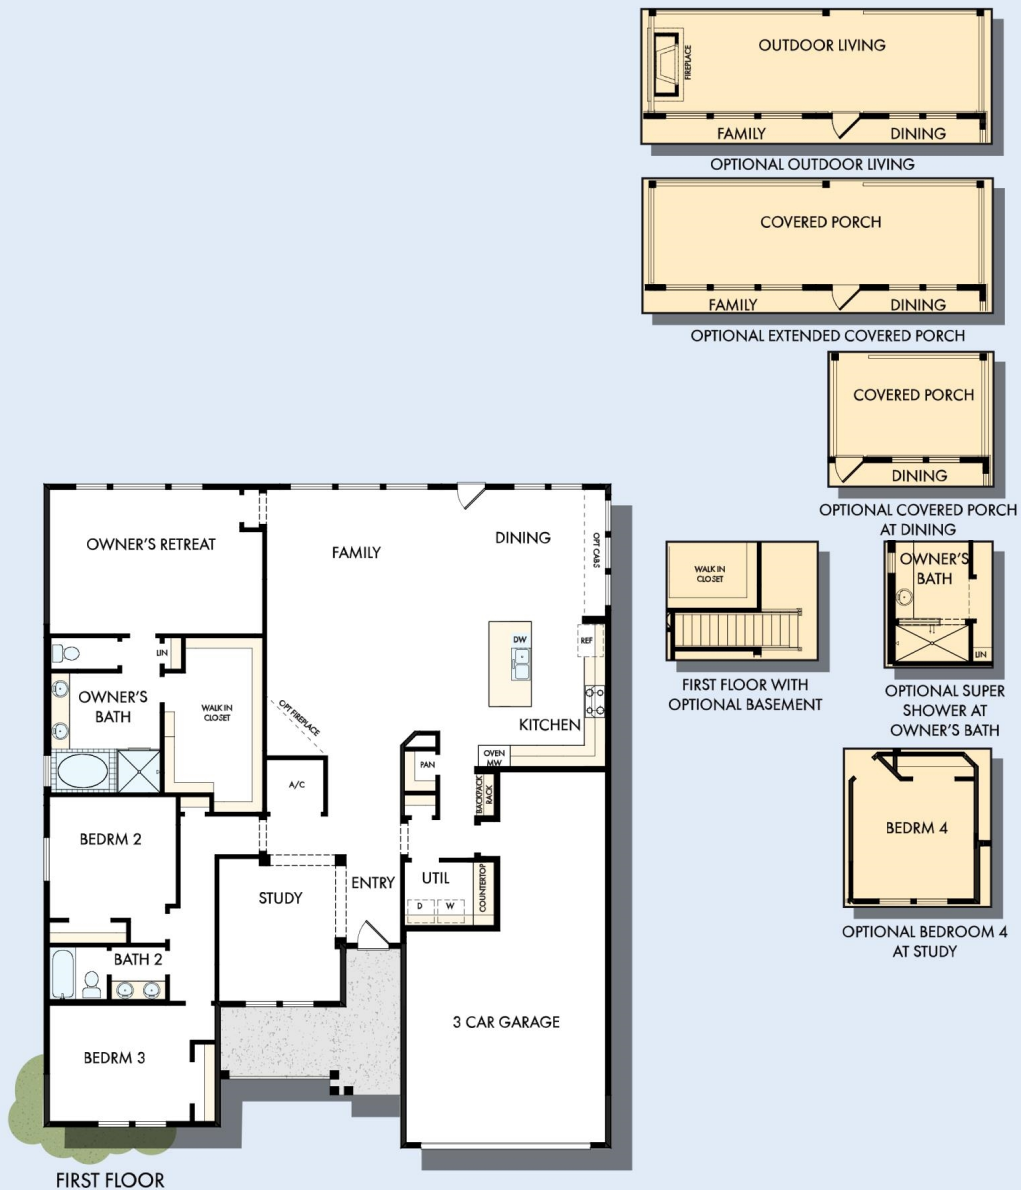 OUTDOOR LIVING
FIREPLACE
FAMILY
DINING
OPTIONAL OUTDOOR LIVING
COVERED PORCH
FAMILY
DINING
OPTIONAL EXTENDED COVERED PORCH
COVERED PORCH
DINING
OPTIONAL COVERED PORCH
AT DINING
WALK IN
CLOSET
FIRST FLOOR WITH
OPTIONAL BASEMENT
OWNER'S
BATH
LIN
OPTIONAL SUPER
SHOWER AT
OWNER'S BATH
BEDRM 4
OPTIONAL BEDROOM 4
AT STUDY
OWNER'S RETREAT
FAMILY
DINING
OPT CABS
DW
REF
LIN
OWNER'S
BATH
WALK IN
CLOSET
OPT FIREPLACE
KITCHEN
OVEN
MW
PAN
A/C
BACKPACK
RACK
BEDRM 2
STUDY
ENTRY
UTIL
D
W
COUNTERTOP
BATH 2
3 CAR GARAGE
BEDRM 3
FIRST FLOOR